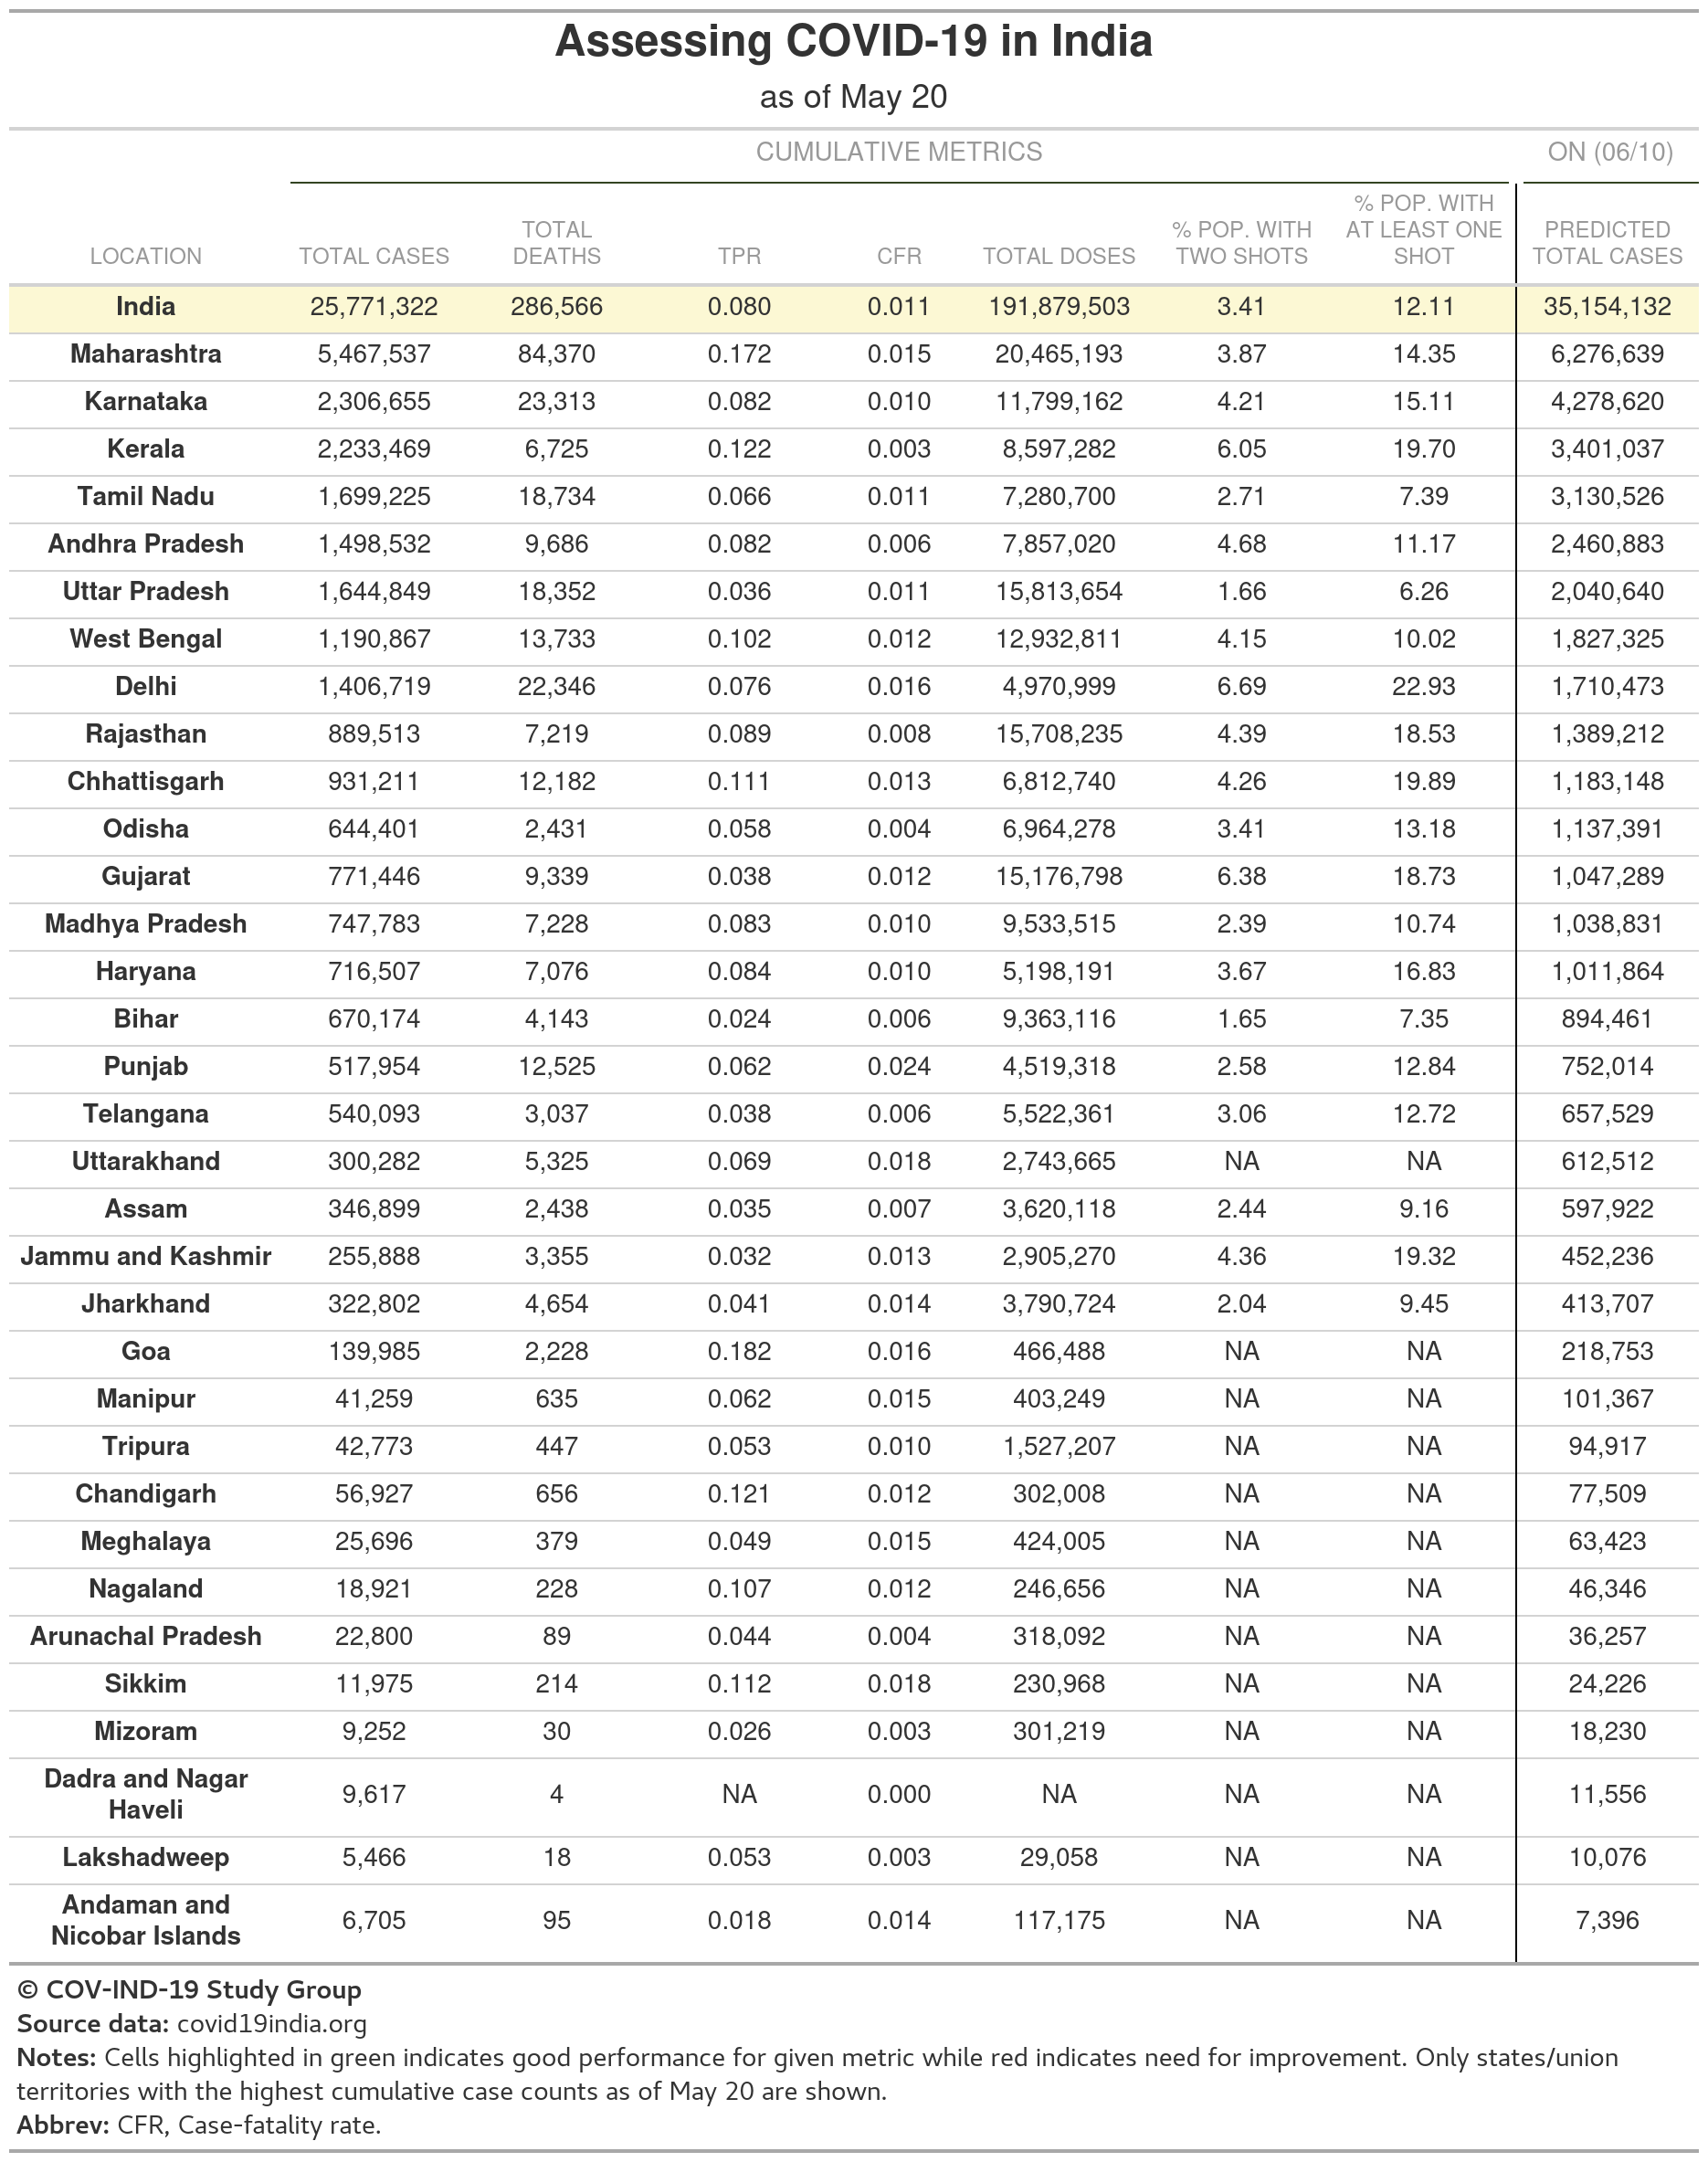 Assessing COVID-19 in India
as of May 20
CUMULATIVE METRICS ON (06/10)
LOCATION TOTAL CASES TOTAL DEATHS TPR CFR TOTAL DOSES % POP. WITH TWO SHOTS % POP. WITH AT LEAST ONE SHOT PREDICTED TOTAL CASES
India 25,771,322 286,566 0.080 0.011 191,879,503 3.41 12.11 35,154,132
Maharashtra 5,467,537 84,370 0.172 0.015 20,465,193 3.87 14.35 6,276,639
Karnataka 2,306,655 23,313 0.082 0.010 11,799,162 4.21 15.11 4,278,620
Kerala 2,233,469 6,725 0.122 0.003 8,597,282 6.05 19.70 3,401,037
Tamil Nadu 1,699,225 18,734 0.066 0.011 7,280,700 2.71 7.39 3,130,526
Andhra Pradesh 1,498,532 9,686 0.082 0.006 7,857,020 4.68 11.17 2,460,883
Uttar Pradesh 1,644,849 18,352 0.036 0.011 15,813,654 1.66 6.26 2,040,640
West Bengal 1,190,867 13,733 0.102 0.012 12,932,811 4.15 10.02 1,827,325
Delhi 1,406,719 22,346 0.076 0.016 4,970,999 6.69 22.93 1,710,473
Rajasthan 889,513 7,219 0.089 0.008 15,708,235 4.39 18.53 1,389,212
Chhattisgarh 931,211 12,182 0.111 0.013 6,812,740 4.26 19.89 1,183,148
Odisha 644,401 2,431 0.058 0.004 6,964,278 3.41 13.18 1,137,391
Gujarat 771,446 9,339 0.038 0.012 15,176,798 6.38 18.73 1,047,289
Madhya Pradesh 747,783 7,228 0.083 0.010 9,533,515 2.39 10.74 1,038,831
Haryana 716,507 7,076 0.084 0.010 5,198,191 3.67 16.83 1,011,864
Bihar 670,174 4,143 0.024 0.006 9,363,116 1.65 7.35 894,461
Punjab 517,954 12,525 0.062 0.024 4,519,318 2.58 12.84 752,014
Telangana 540,093 3,037 0.038 0.006 5,522,361 3.06 12.72 657,529
Uttarakhand 300,282 5,325 0.069 0.018 2,743,665 NA NA 612,512
Assam 346,899 2,438 0.035 0.007 3,620,118 2.44 9.16 597,922
Jammu and Kashmir 255,888 3,355 0.032 0.013 2,905,270 4.36 19.32 452,236
Jharkhand 322,802 4,654 0.041 0.014 3,790,724 2.04 9.45 413,707
Goa 139,985 2,228 0.182 0.016 466,488 NA NA 218,753
Manipur 41,259 635 0.062 0.015 403,249 NA NA 101,367
Tripura 42,773 447 0.053 0.010 1,527,207 NA NA 94,917
Chandigarh 56,927 656 0.121 0.012 302,008 NA NA 77,509
Meghalaya 25,696 379 0.049 0.015 424,005 NA NA 63,423
Nagaland 18,921 228 0.107 0.012 246,656 NA NA 46,346
Arunachal Pradesh 22,800 89 0.044 0.004 318,092 NA NA 36,257
Sikkim 11,975 214 0.112 0.018 230,968 NA NA 24,226
Mizoram 9,252 30 0.026 0.003 301,219 NA NA 18,230
Dadra and Nagar Haveli 9,617 4 NA 0.000 NA NA NA 11,556
Lakshadweep 5,466 18 0.053 0.003 29,058 NA NA 10,076
Andaman and Nicobar Islands 6,705 95 0.018 0.014 117,175 NA NA 7,396
© COV-IND-19 Study Group
Source data: covid19india.org
Notes: Cells highlighted in green indicates good performance for given metric while red indicates need for improvement. Only states/union
territories with the highest cumulative case counts as of May 20 are shown.
Abbrev: CFR, Case-fatality rate.